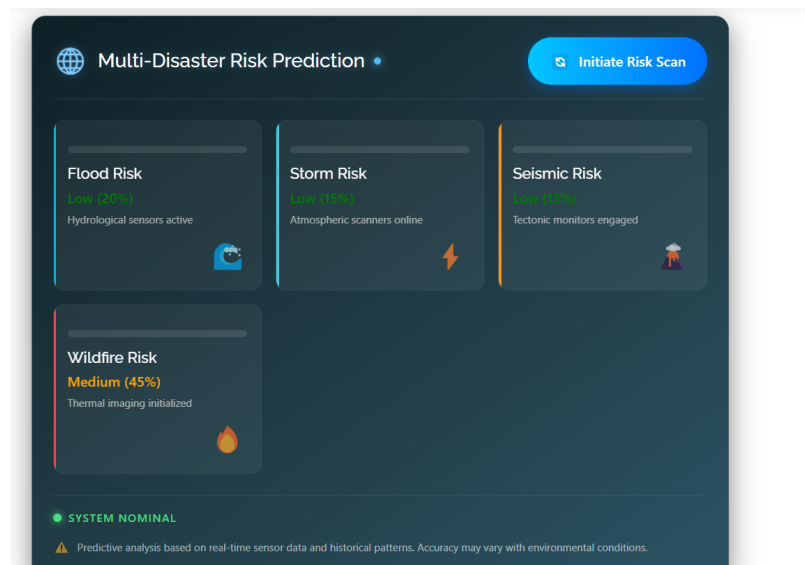 Multi-Disaster Risk Prediction
Initiate Risk Scan
Flood Risk
Low (20%)
Hydrological sensors active
Storm Risk
Low (15%)
Atmospheric scanners online
Seismic Risk
Low (13%)
Tectonic monitors engaged
Wildfire Risk
Medium (45%)
Thermal imaging initialized
SYSTEM NOMINAL
Predictive analysis based on real-time sensor data and historical patterns. Accuracy may vary with environmental conditions.